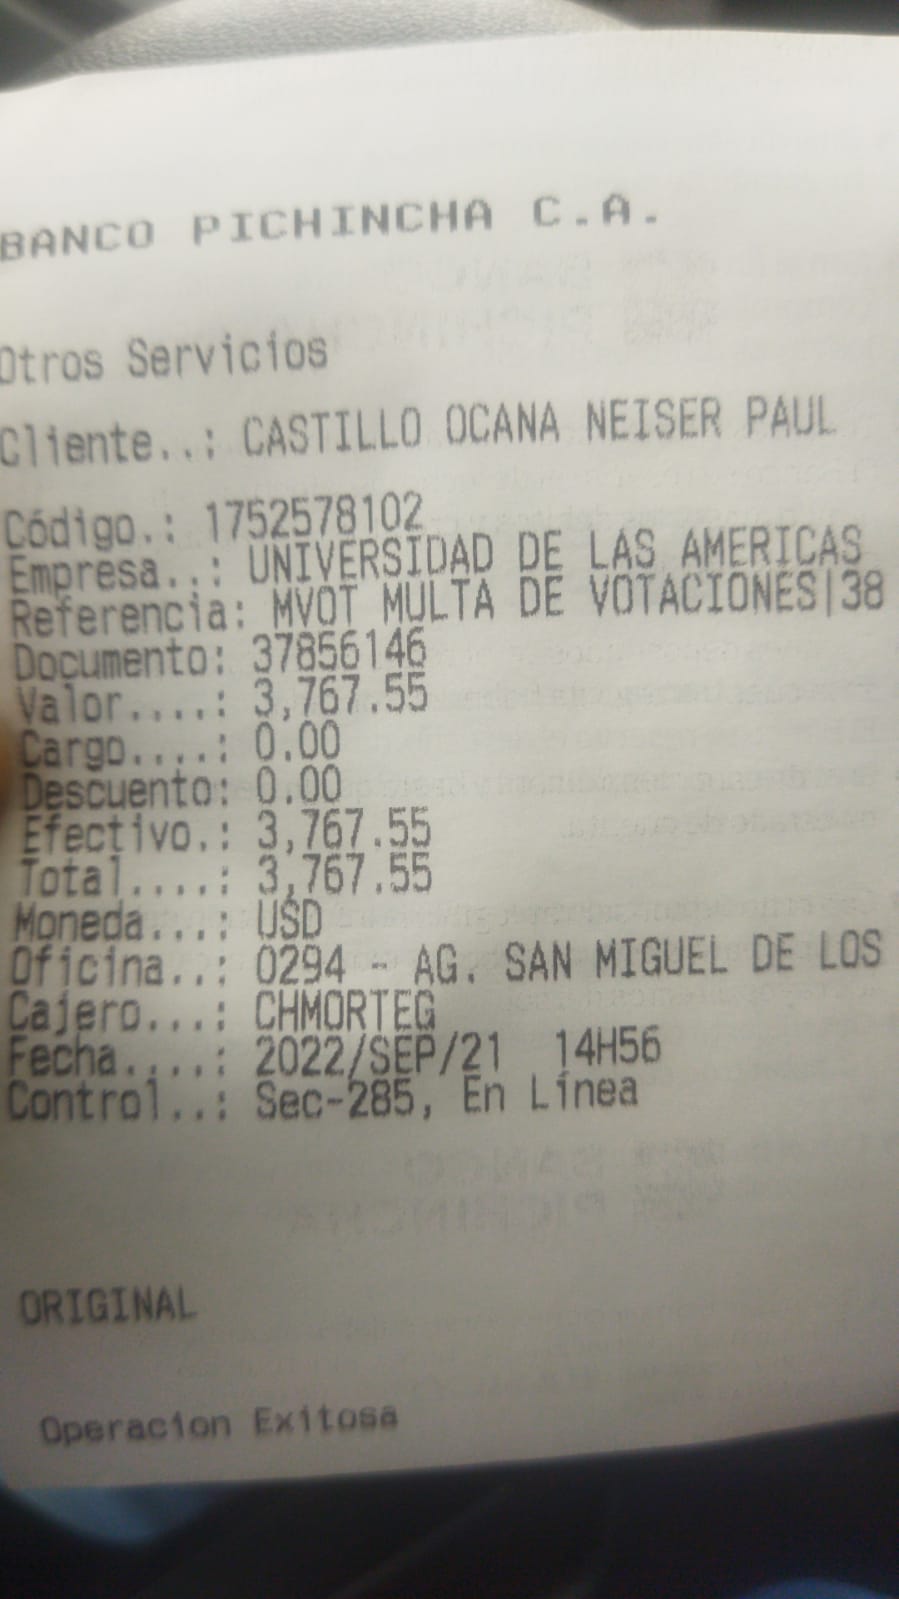 BANCO PICHINCHA C.A.
Otros Servicios
Cliente..: CASTILLO OCANA NEISER PAUL
Código.: 1752578102
Empresa..: UNIVERSIDAD DE LAS AMERICAS
Referencia: MVOT MULTA DE VOTACIONES|38
Documento: 37856146
Valor....: 3,767.55
Cargo....: 0.00
Descuento: 0.00
Efectivo.: 3,767.55
Total....: 3,767.55
Moneda...: USD
Oficina..: 0294 - AG. SAN MIGUEL DE LOS
Cajero...: CHMORTEG
Fecha....: 2022/SEP/21 14H56
Control..: Sec-285, En Línea
ORIGINAL
Operacion Exitosa